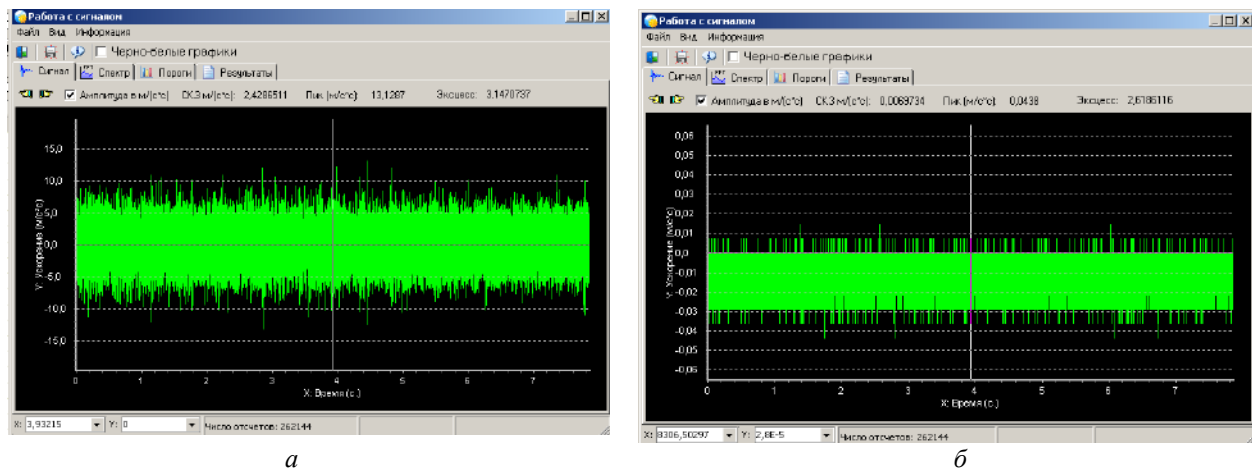 Работа с сигналом
Файл Вид Информация
Черно-белые графики
Сигнал Спектр Пороги Результаты
Амплитуда в м/(с*с) СКЗ м/(с*с): 2,4286511 Пик (м/с*с) 13,1287 Эксцесс: 3,1470737
15,0
10,0
5,0
0,0
-5,0
-10,0
-15,0
Y: Ускорение (м/с*с)
0 1 2 3 4 5 6 7
X: Время (с.)
X: 3,93215 Y: 0 Число отсчетов: 262144
а
Работа с сигналом
Файл Вид Информация
Черно-белые графики
Сигнал Спектр Пороги Результаты
Амплитуда в м/(с*с) СКЗ м/(с*с): 0,0069734 Пик (м/с*с) 0,0438 Эксцесс: 2,6186116
0,06
0,05
0,04
0,03
0,02
0,01
0,0
-0,01
-0,02
-0,03
-0,04
-0,05
-0,06
Y: Ускорение (м/с*с)
0 1 2 3 4 5 6 7
X: Время (с.)
X: 8306,50297 Y: 2,8E-5 Число отсчетов: 262144
б